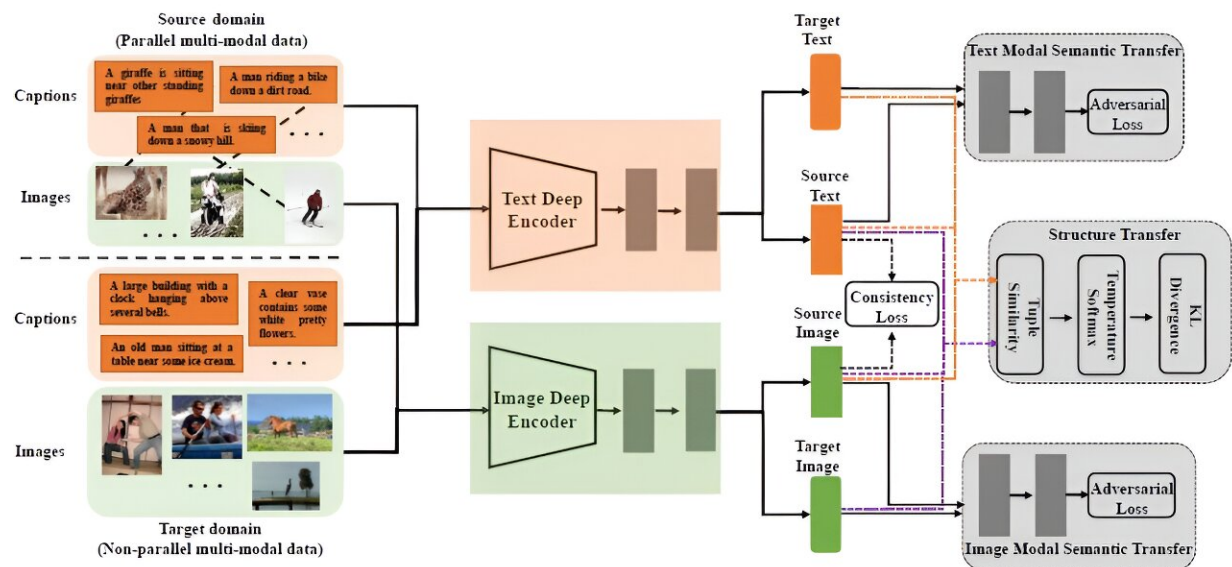 Source domain
(Parallel multi-modal data)
Captions
A giraffe is sitting
near other standing
giraffes
A man riding a bike
down a dirt road.
A man that is skiing
down a snowy hill.
. . .
Images
. . .
Captions
A large building with a
clock hanging above
several bells.
A clear vase
contains some
white pretty
flowers.
An old man sitting at a
table near some ice cream.
. . .
Images
. . .
Target domain
(Non-parallel multi-modal data)
Text Deep
Encoder
Image Deep
Encoder
Target
Text
Source
Text
Consistency
Loss
Source
Image
Target
Image
Text Modal Semantic Transfer
Adversarial
Loss
Structure Transfer
Tuple
Similarity
Temperature
Softmax
KL
Divergence
Adversarial
Loss
Image Modal Semantic Transfer